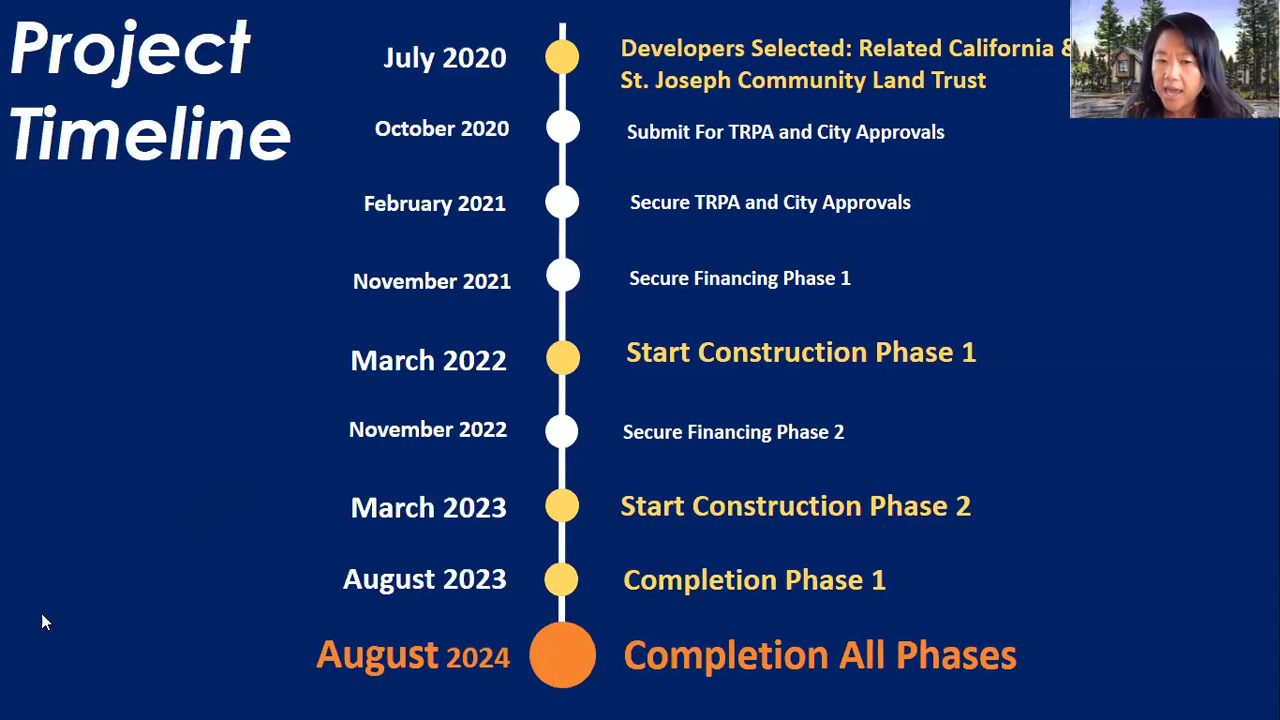 Project
Timeline
July 2020
Developers Selected: Related California &
St. Joseph Community Land Trust
October 2020
Submit For TRPA and City Approvals
February 2021
Secure TRPA and City Approvals
November 2021
Secure Financing Phase 1
March 2022
Start Construction Phase 1
November 2022
Secure Financing Phase 2
March 2023
Start Construction Phase 2
August 2023
Completion Phase 1
August 2024
Completion All Phases